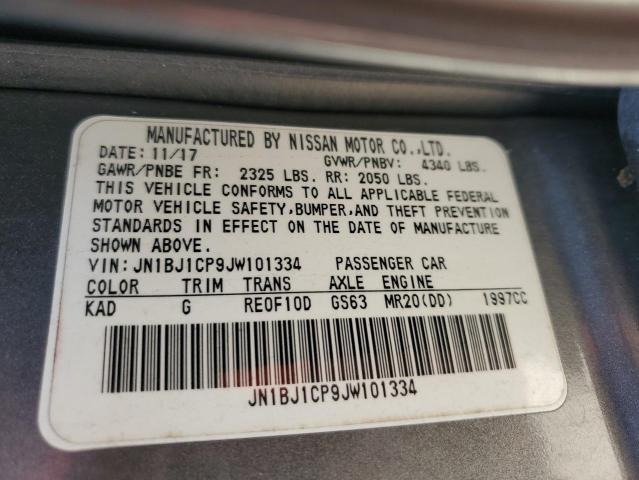 MANUFACTURED BY NISSAN MOTOR CO.,LTD.
DATE: 11/17 GVWR/PNBV: 4340 LBS.
GAWR/PNBE FR: 2325 LBS. RR: 2050 LBS.
THIS VEHICLE CONFORMS TO ALL APPLICABLE FEDERAL
MOTOR VEHICLE SAFETY,BUMPER,AND THEFT PREVENTION
STANDARDS IN EFFECT ON THE DATE OF MANUFACTURE
SHOWN ABOVE.
VIN:JN1BJ1CP9JW101334 PASSENGER CAR
COLOR TRIM TRANS AXLE ENGINE
KAD G RE0F10D GS63 MR20(DD) 1997CC
JN1BJ1CP9JW101334